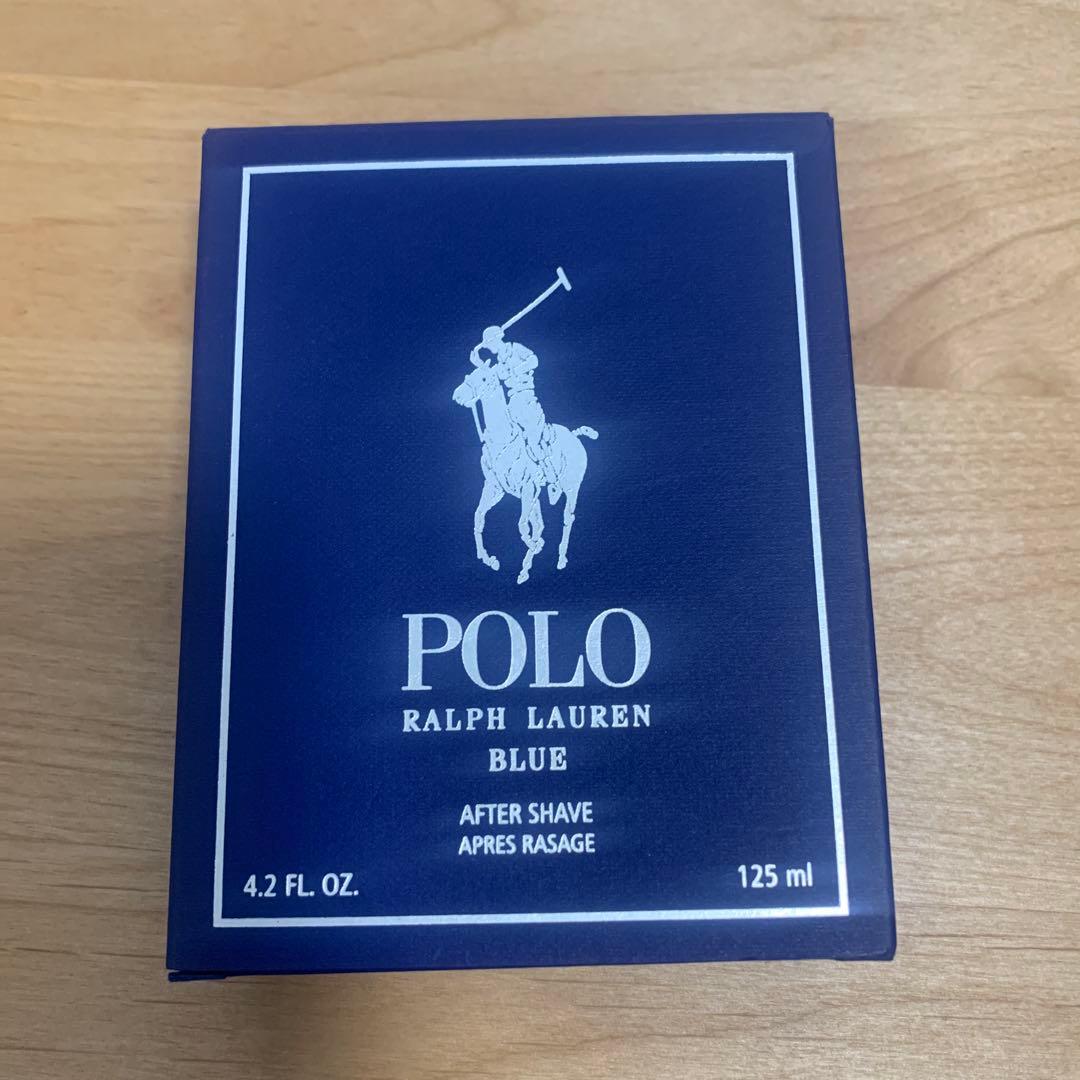 POLO
RALPH LAUREN
BLUE
AFTER SHAVE
APRES RASAGE
4.2 FL. OZ.
125 ml